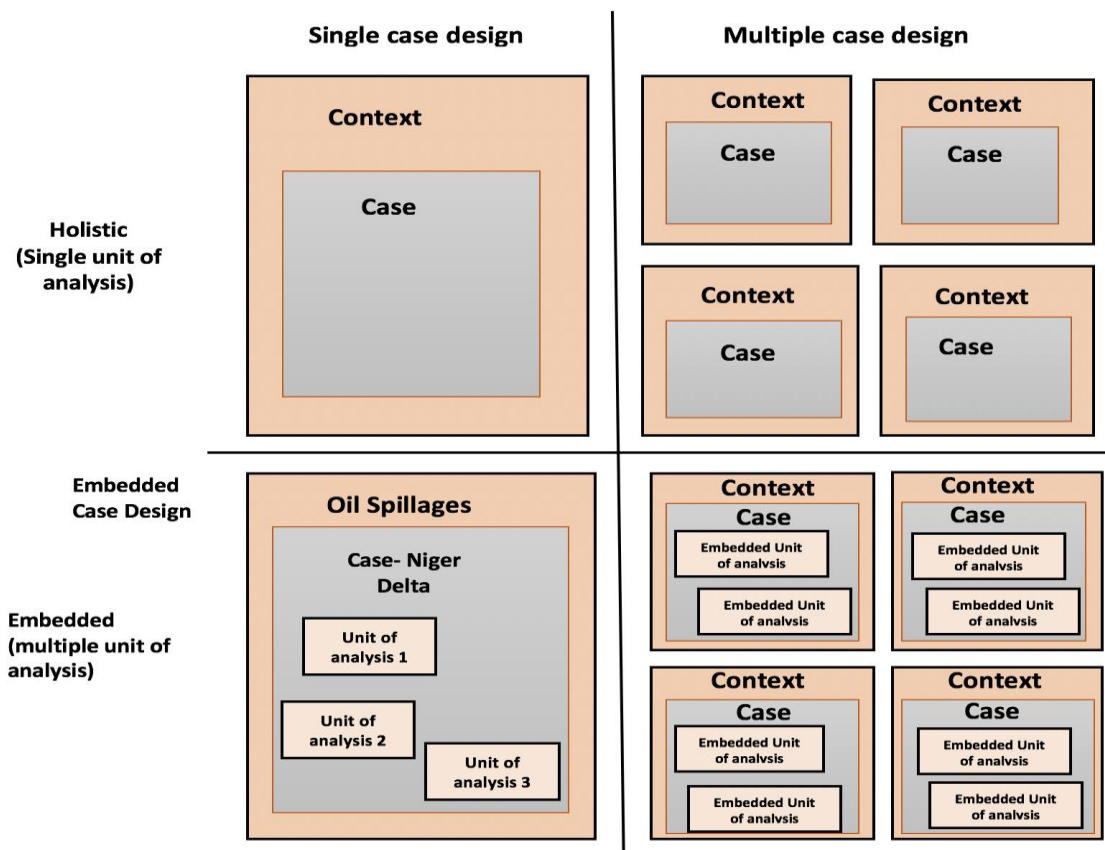 Single case design
Multiple case design
Holistic
(Single unit of
analysis)
Context
Case
Context
Case
Context
Case
Context
Case
Context
Case
Embedded
Case Design
Embedded
(multiple unit of
analysis)
Oil Spillages
Case- Niger
Delta
Unit of
analysis 1
Unit of
analysis 2
Unit of
analysis 3
Context
Case
Embedded Unit
of analysis
Embedded Unit
of analysis
Context
Case
Embedded Unit
of analysis
Embedded Unit
of analysis
Context
Case
Embedded Unit
of analysis
Embedded Unit
of analysis
Context
Case
Embedded Unit
of analysis
Embedded Unit
of analysis